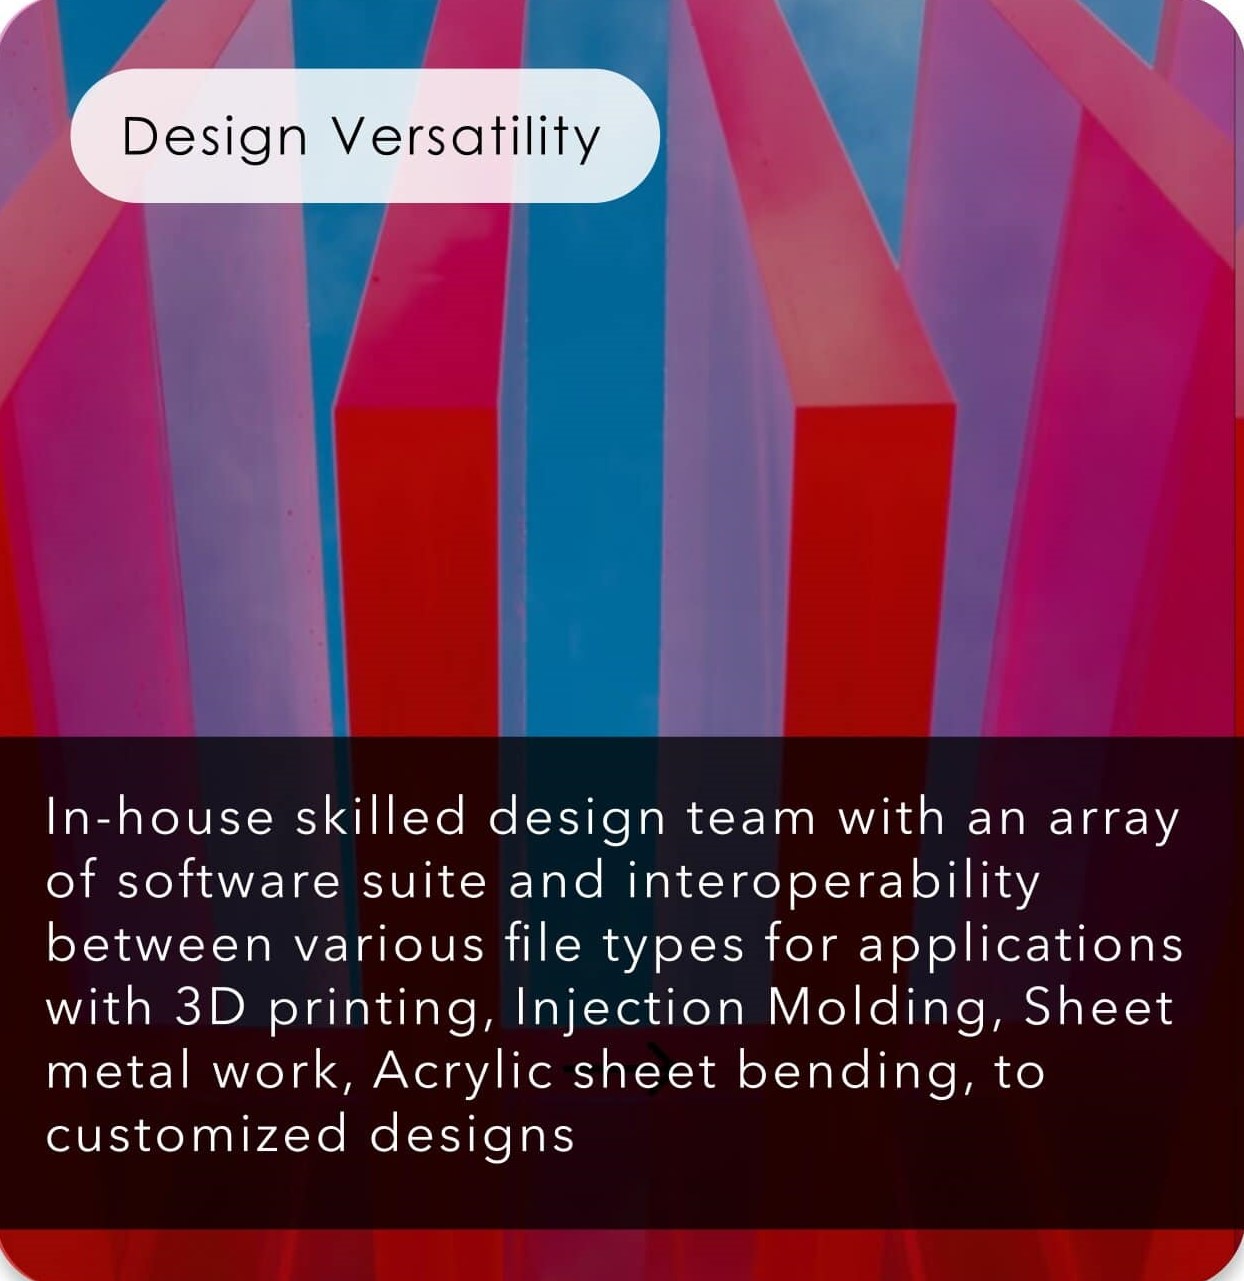 Design Versatility
In-house skilled design team with an array
of software suite and interoperability
between various file types for applications
with 3D printing, Injection Molding, Sheet
metal work, Acrylic sheet bending, to
customized designs